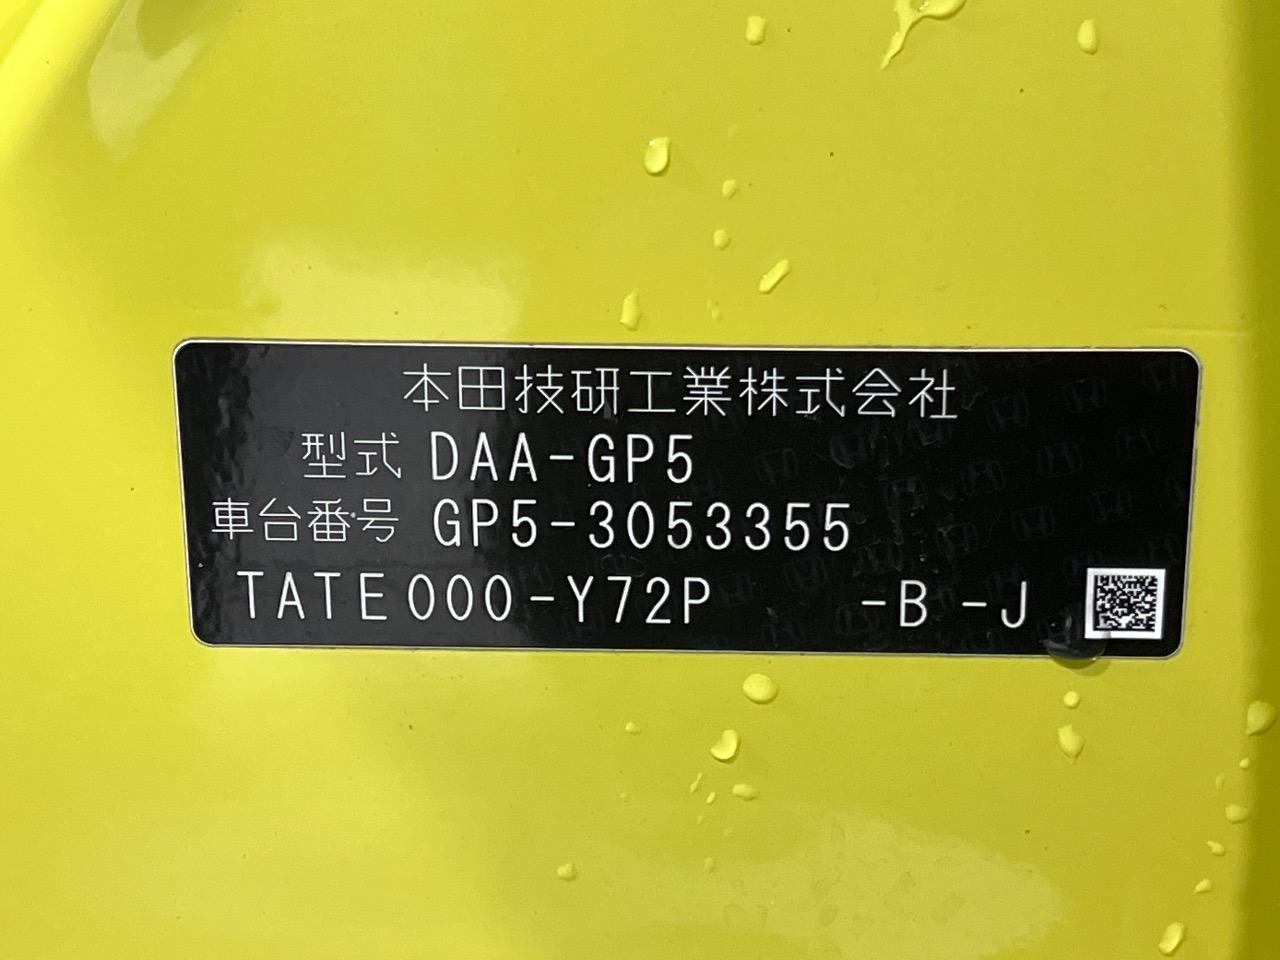 本田技研工業株式会社
型式 DAA-GP5
車台番号 GP5-3053355
TATE000-Y72P -B -J